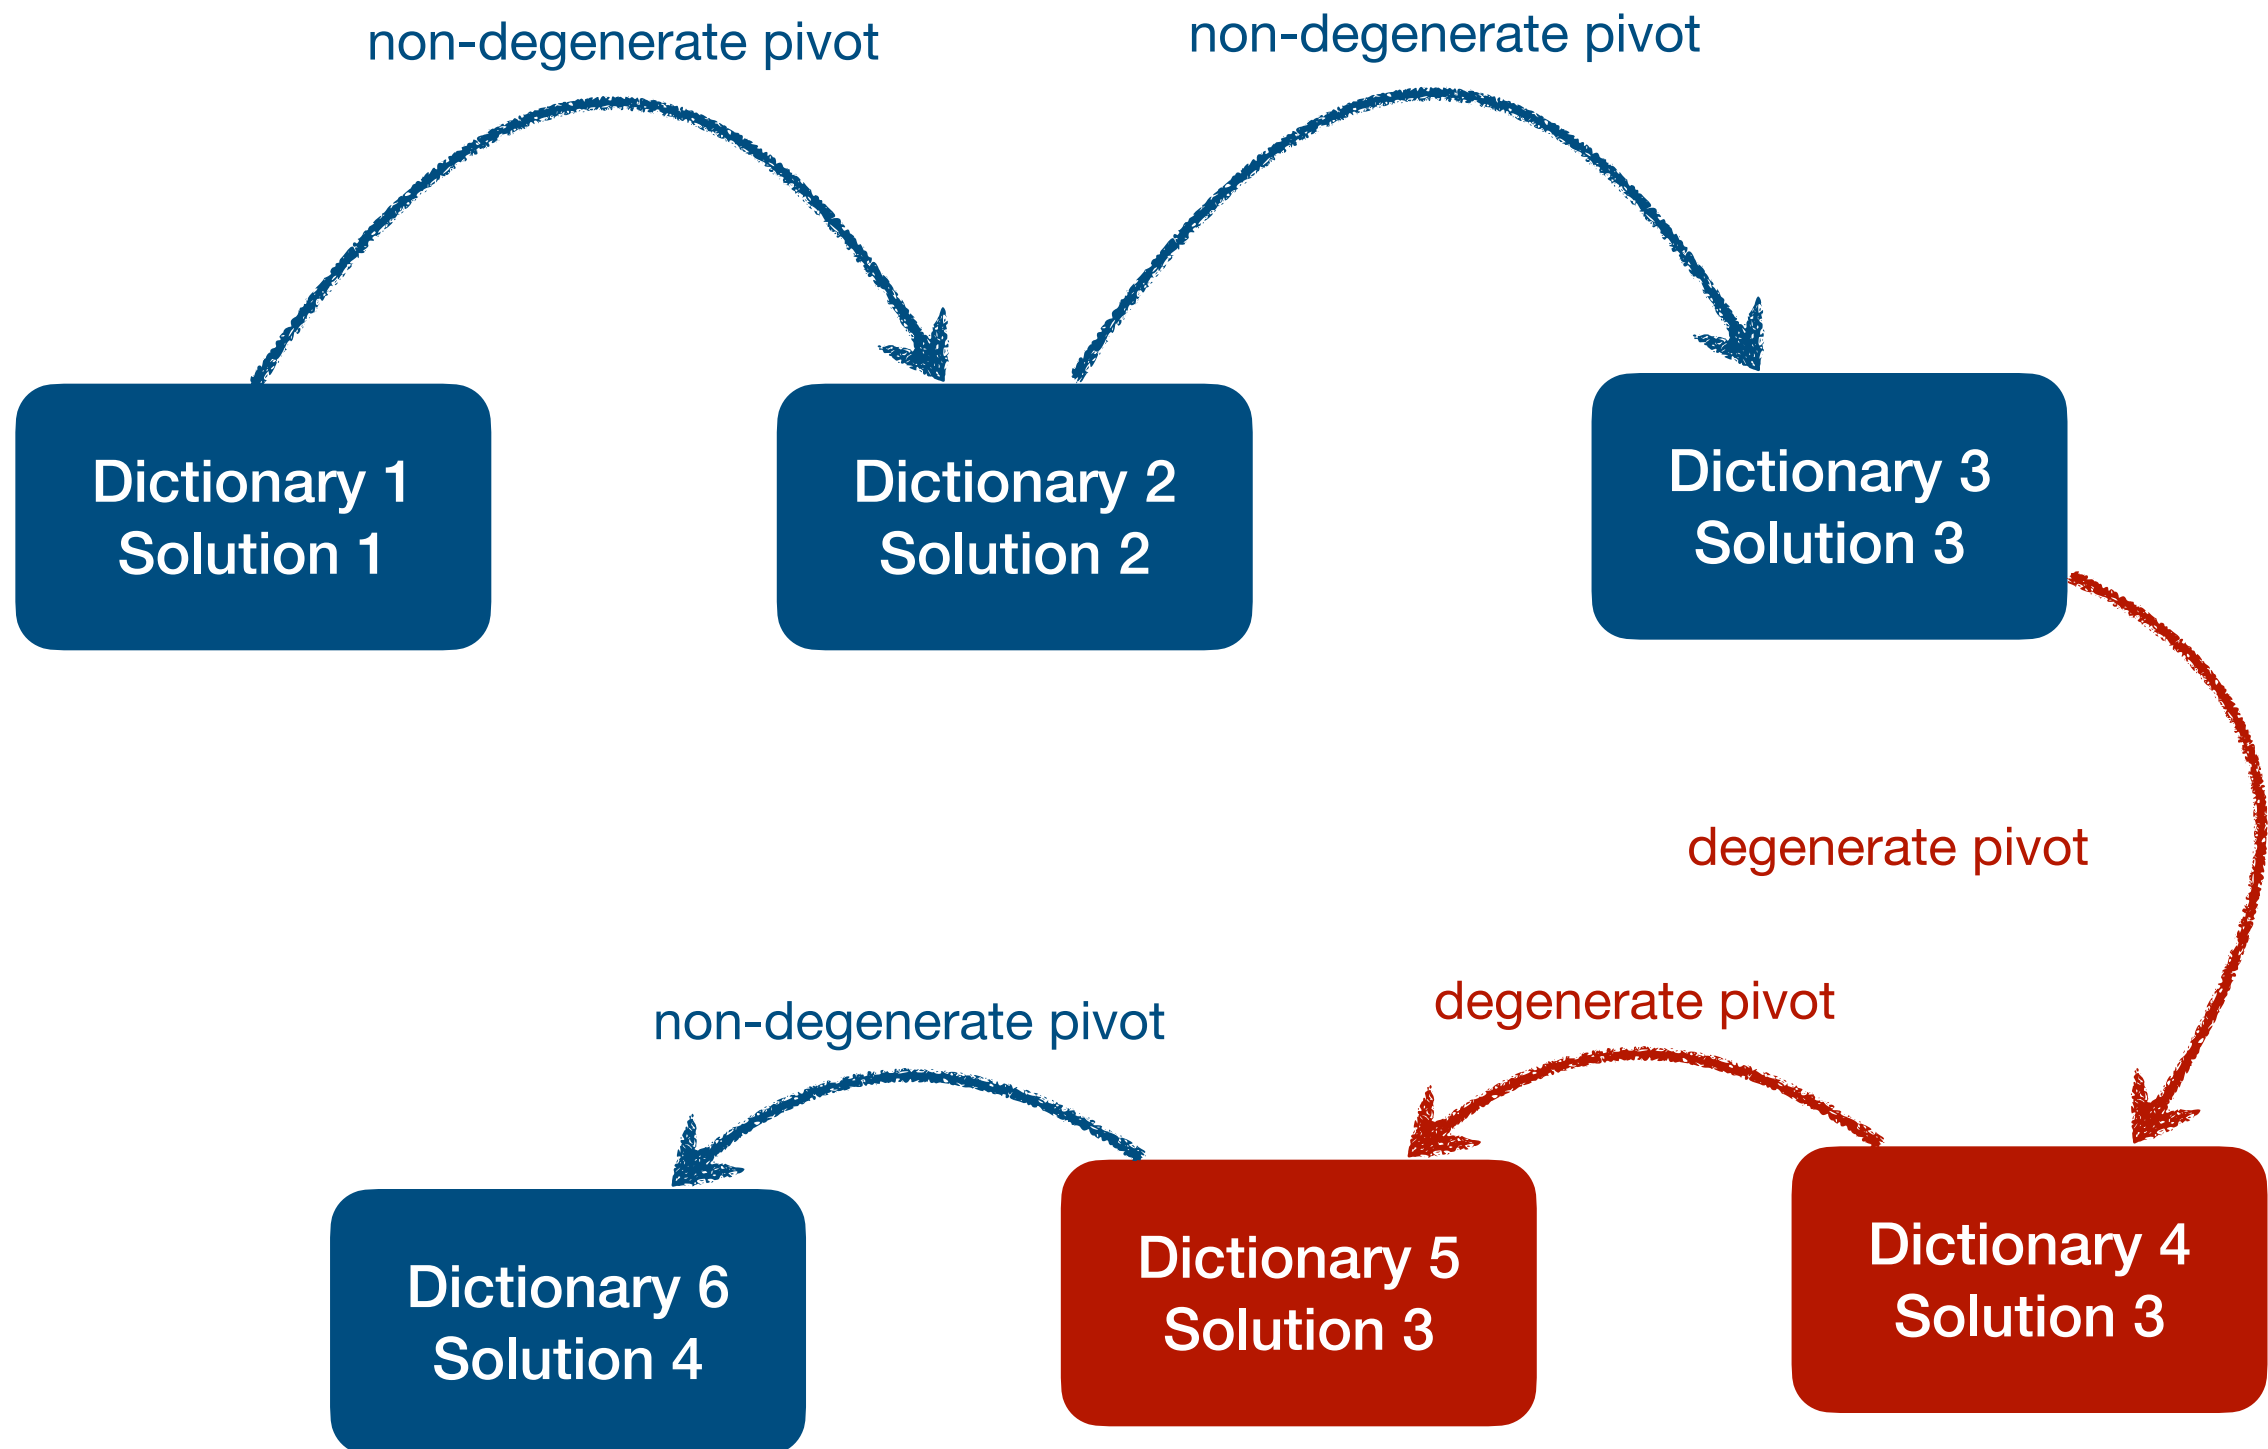 non-degenerate pivot
non-degenerate pivot
Dictionary 1
Solution 1
Dictionary 2
Solution 2
Dictionary 3
Solution 3
degenerate pivot
degenerate pivot
non-degenerate pivot
Dictionary 4
Solution 3
Dictionary 5
Solution 3
Dictionary 6
Solution 4